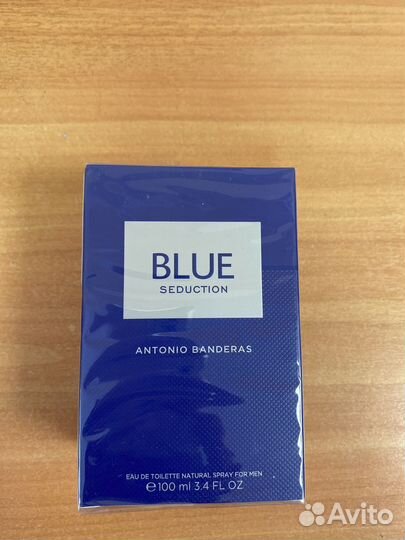 BLUE
SEDUCTION
ANTONIO BANDERAS
EAU DE TOILETTE NATURAL SPRAY FOR MEN
℮100 ml 3.4 FL OZ
Avito